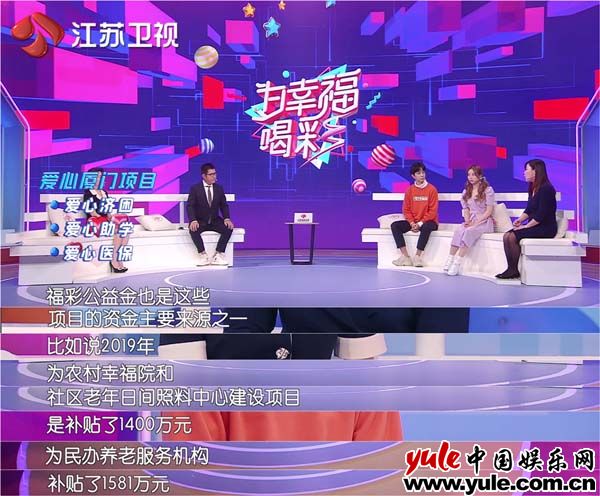 江苏卫视
为幸福
喝彩
爱心厦门项目
爱心济困
爱心助学
爱心医保
福彩公益金也是这些
项目的资金主要来源之一
比如说2019年
为农村幸福院和
社区老年日间照料中心建设项目
是补贴了1400万元
为民办养老服务机构
补贴了1581万元
yule中国娱乐网
www.yule.com.cn